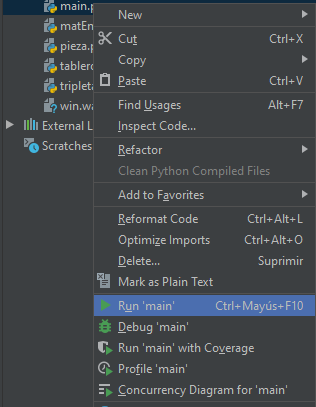 main.p
New
matEn
Cut Ctrl+X
pieza.p
Copy
tablerc
Paste Ctrl+V
tripleta
win.wa
Find Usages Alt+F7
External L
Inspect Code...
Scratches
Refactor
Clean Python Compiled Files
Add to Favorites
Reformat Code Ctrl+Alt+L
Optimize Imports Ctrl+Alt+O
Delete... Suprimir
Mark as Plain Text
Run 'main' Ctrl+Mayús+F10
Debug 'main'
Run 'main' with Coverage
Profile 'main'
Concurrency Diagram for 'main'